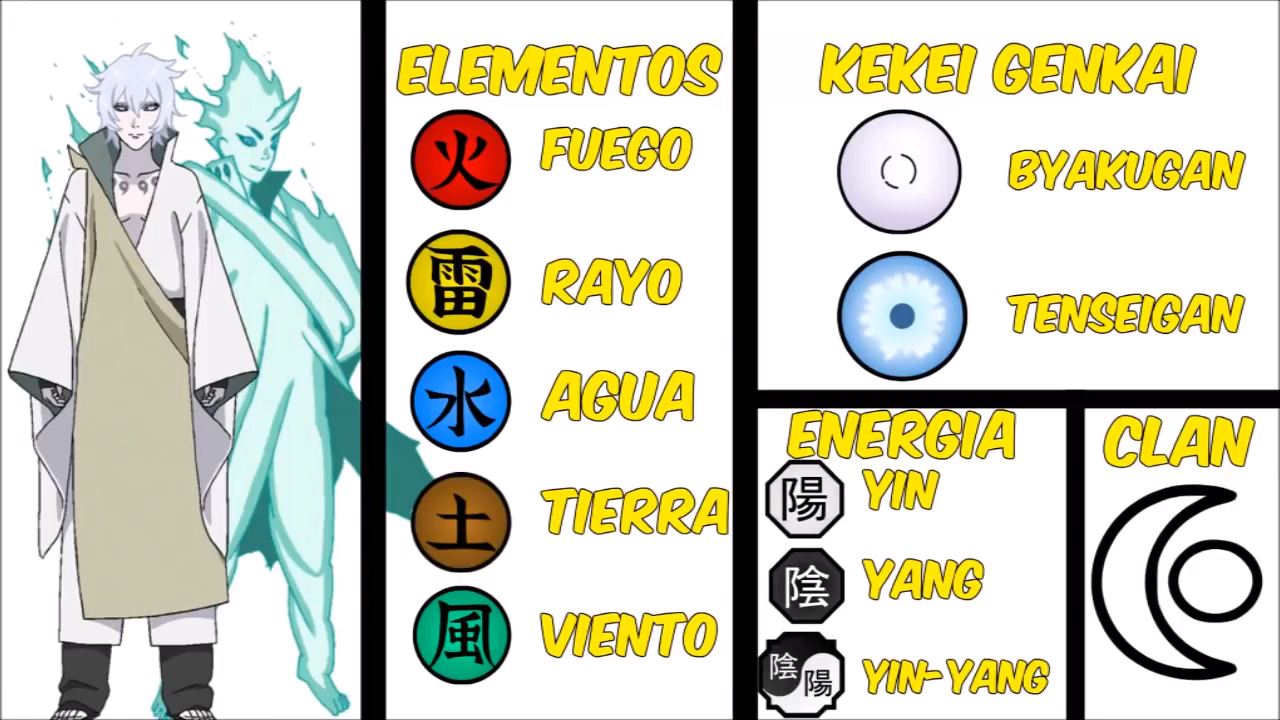 ELEMENTOS
火 FUEGO
雷 RAYO
水 AGUA
土 TIERRA
風 VIENTO
KEKEI GENKAI
BYAKUGAN
TENSEIGAN
ENERGIA
陽 YIN
陰 YANG
陰陽 YIN-YANG
CLAN